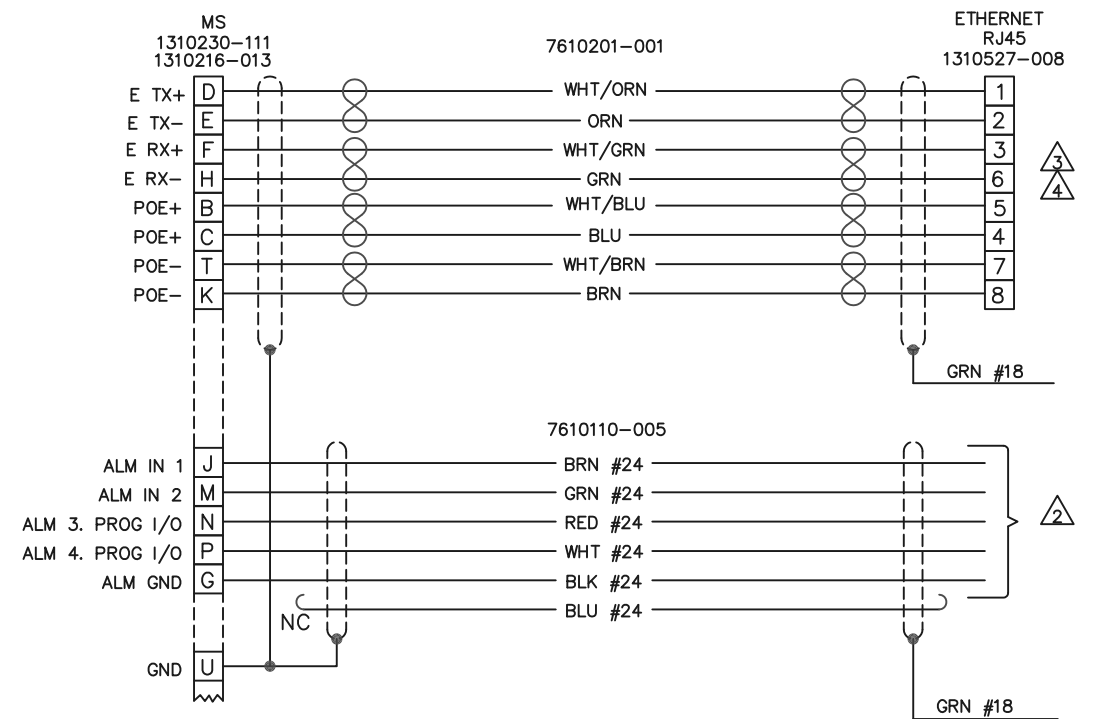 MS
1310230-111
1310216-013
7610201-001
ETHERNET
RJ45
1310527-008
E TX+ D WHT/ORN 1
E TX- E ORN 2
E RX+ F WHT/GRN 3
E RX- H GRN 6
POE+ B WHT/BLU 5
POE+ C BLU 4
POE- T WHT/BRN 7
POE- K BRN 8
3
4
GRN #18
7610110-005
ALM IN 1 J BRN #24
ALM IN 2 M GRN #24
ALM 3. PROG I/O N RED #24
ALM 4. PROG I/O P WHT #24
ALM GND G BLK #24
2
NC BLU #24
GND U
GRN #18